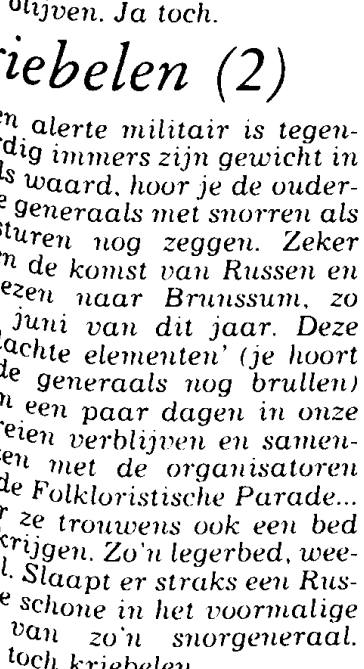 blijven. Ja toch.
riebelen (2)
en alerte militair is tegen-
rdig immers zijn gewicht in
ls waard, hoor je de ouder-
e generaals met snorren als
sturen nog zeggen. Zeker
n de komst van Russen en
ezen naar Brunssum, zo
juni van dit jaar. Deze
dachte elementen' (je hoort
de generaals nog brullen)
n een paar dagen in onze
reien verblijven en samen-
en met de organisatoren
de Folkloristische Parade...
r ze trouwens ook een bed
krijgen. Zo'n legerbed, wee-
l. Slaapt er straks een Rus-
e schone in het voormalige
van zo'n snorgeneraal.
toch kriebelen